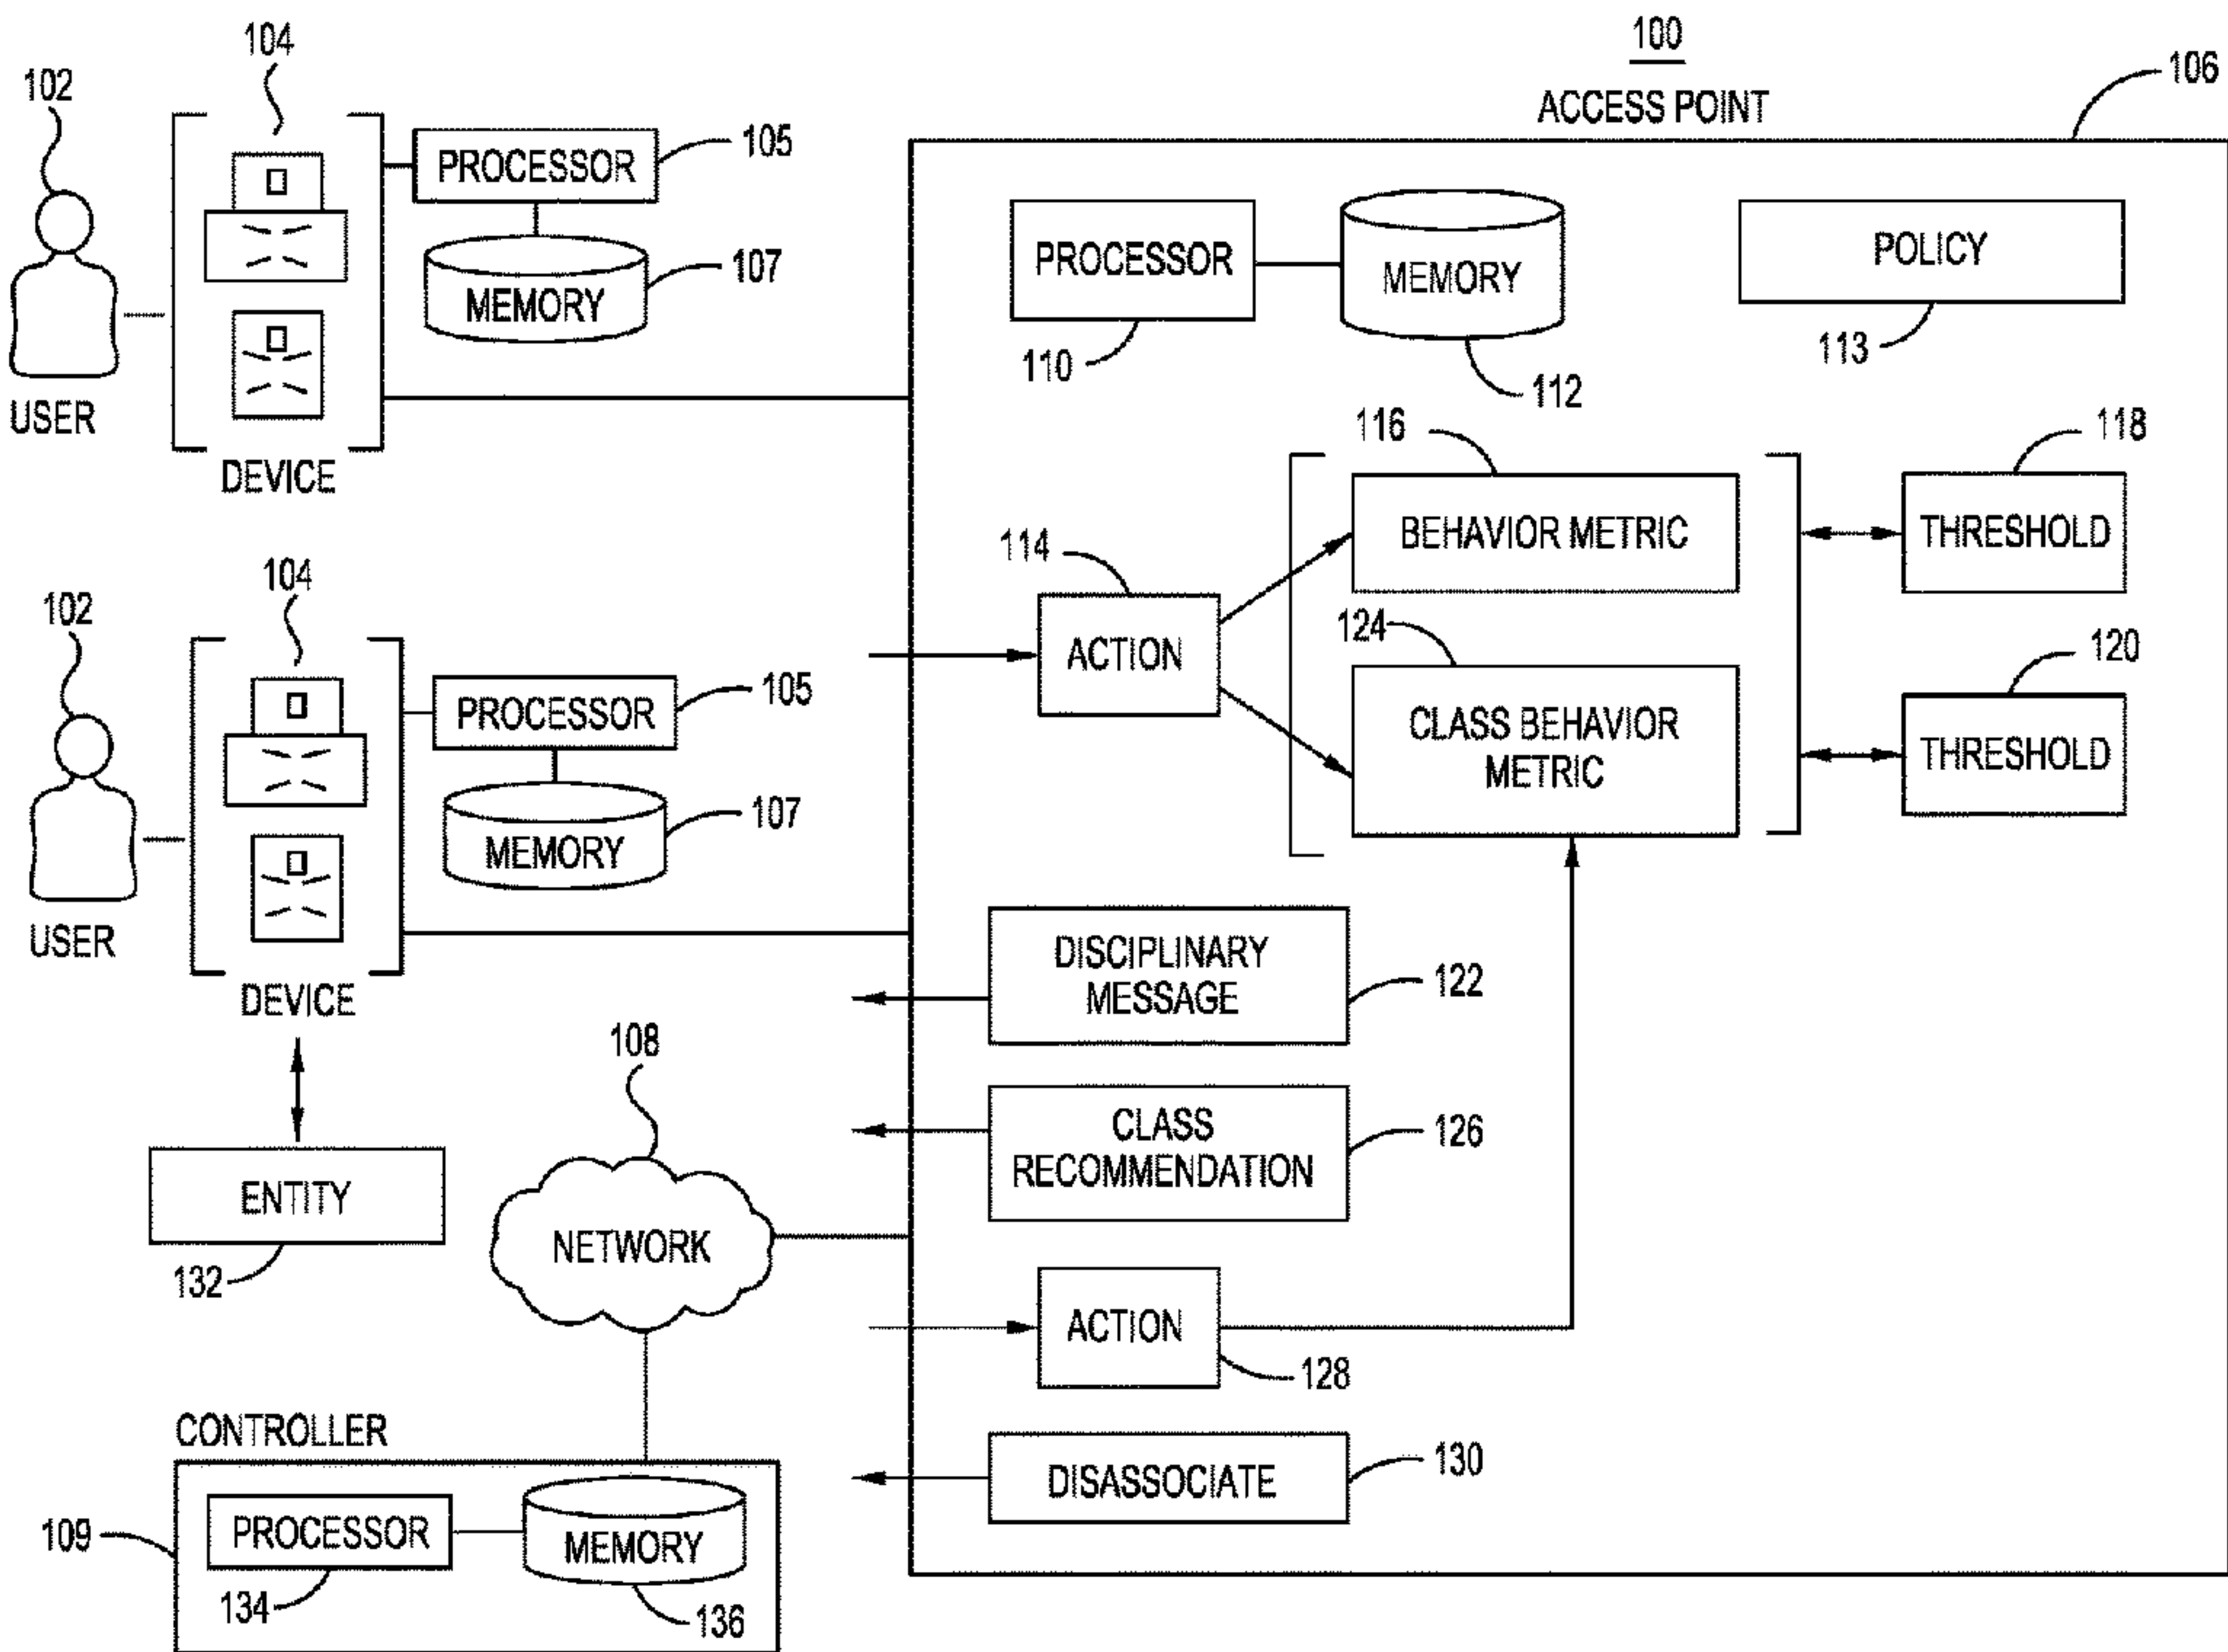 100
ACCESS POINT
106
104
102
PROCESSOR
105
MEMORY
107
USER
DEVICE
PROCESSOR
110
MEMORY
112
POLICY
113
116
118
BEHAVIOR METRIC
THRESHOLD
114
ACTION
124
CLASS BEHAVIOR
METRIC
120
THRESHOLD
104
102
PROCESSOR
105
MEMORY
107
USER
DEVICE
DISCIPLINARY
MESSAGE
122
CLASS
RECOMMENDATION
126
108
NETWORK
ENTITY
132
ACTION
128
DISASSOCIATE
130
CONTROLLER
109
PROCESSOR
134
MEMORY
136